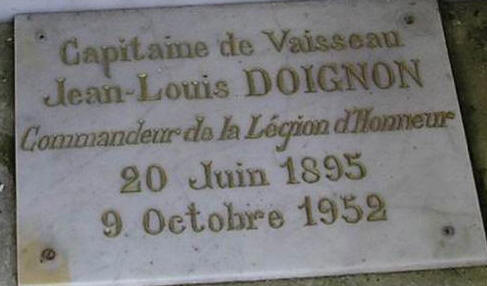 Capitaine de Vaisseau
Jean-Louis DOIGNON
Commandeur de la Légion d'Honneur
20 Juin 1895
9 Octobre 1952